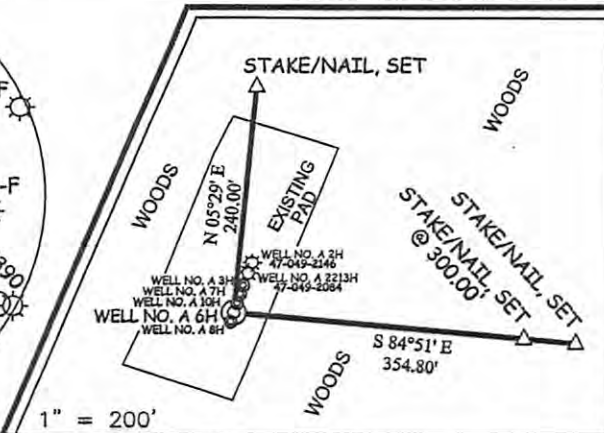 F
STAKE/NAIL, SET
WOODS
F
WOODS
N 05°29' E
240.00'
EXISTING
PAD
STAKE/NAIL, SET
STAKE/NAIL, SET
@ 300.00'
390
WELL NO. A 2H
47-049-2146
WELL NO. A 2213H
47-049-2084
WELL NO. A 3H
WELL NO. A 7H
WELL NO. A 10H
WELL NO. A 6H
WELL NO. A 8H
S 84°51' E
354.80'
WOODS
1" = 200'